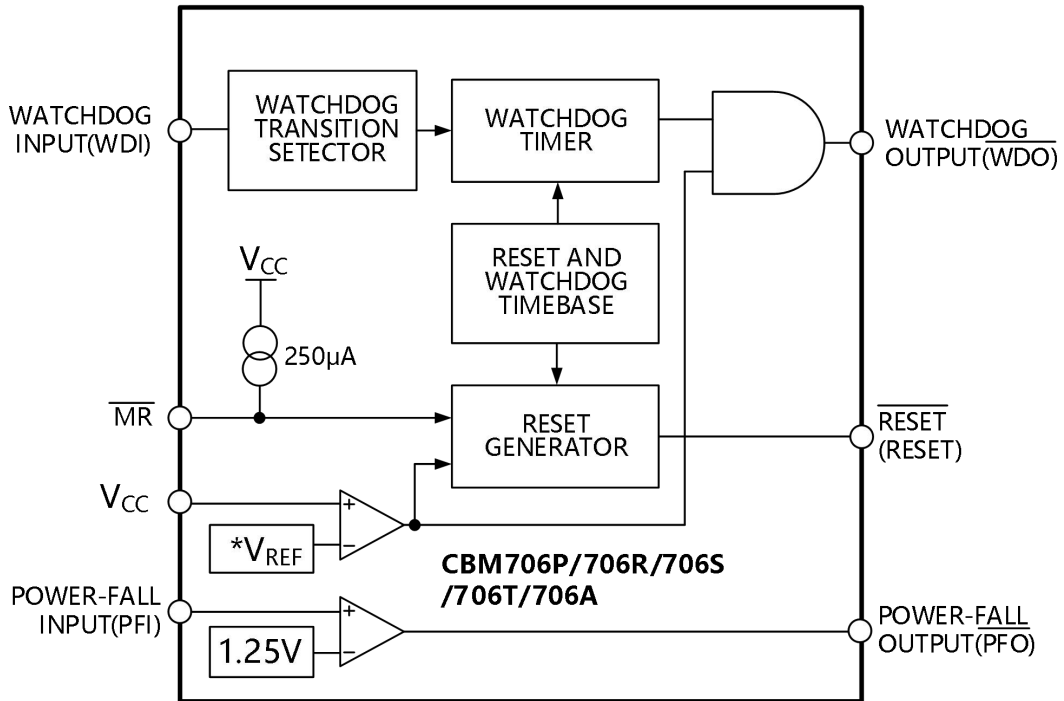 WATCHDOG
INPUT(WDI)
WATCHDOG
TRANSITION
SETECTOR
WATCHDOG
TIMER
WATCHDOG
OUTPUT(WDO)
RESET AND
WATCHDOG
TIMEBASE
VCC
250μA
MR
RESET
GENERATOR
RESET
(RESET)
VCC
+
−
*VREF
CBM706P/706R/706S
/706T/706A
POWER-FALL
INPUT(PFI)
+
−
1.25V
POWER-FALL
OUTPUT(PFO)